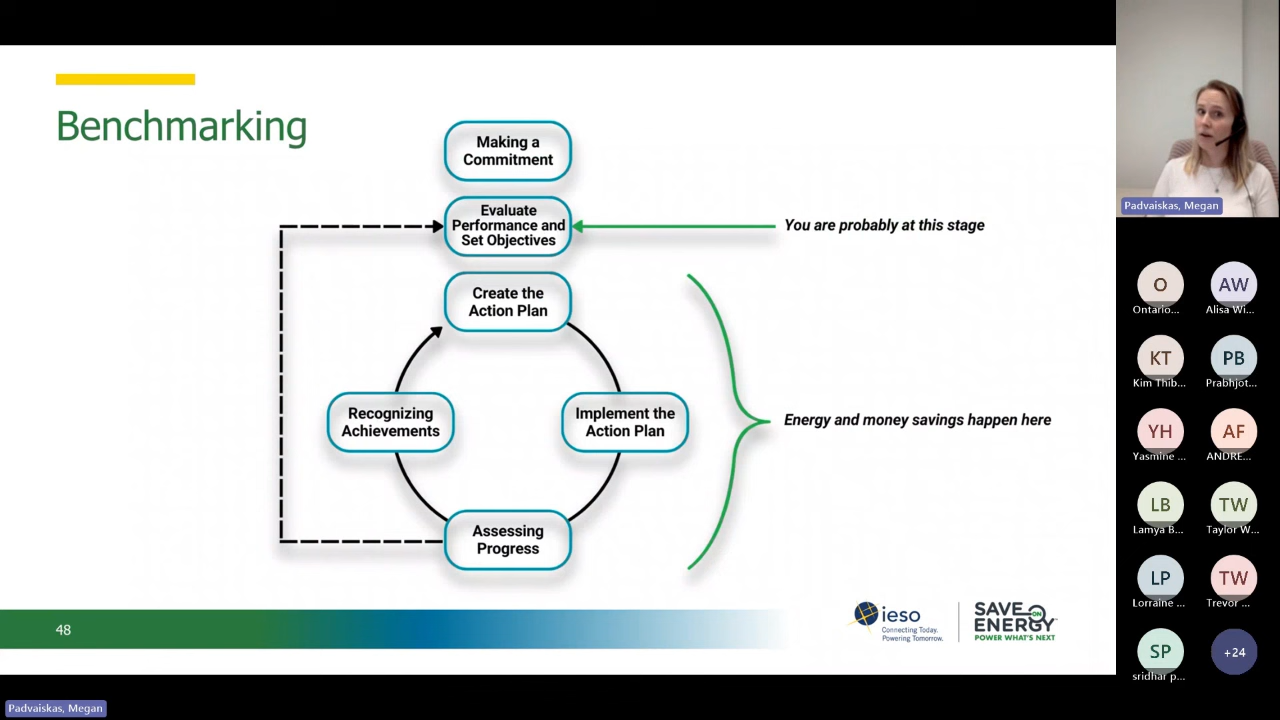 Benchmarking
Making a
Commitment
Evaluate
Performance and
Set Objectives
You are probably at this stage
Create the
Action Plan
Recognizing
Achievements
Implement the
Action Plan
Energy and money savings happen here
Assessing
Progress
48
ieso
Connecting Today.
Powering Tomorrow.
SAVE ON
ENERGY
POWER WHAT'S NEXT
Padvaiskas, Megan
O
Ontario...
AW
Alisa Wi...
KT
Kim Thib...
PB
Prabhjot...
YH
Yasmine ...
AF
ANDRE...
LB
Lamya B...
TW
Taylor W...
LP
Lorraine ...
TW
Trevor ...
SP
sridhar p...
+24
Padvaiskas, Megan